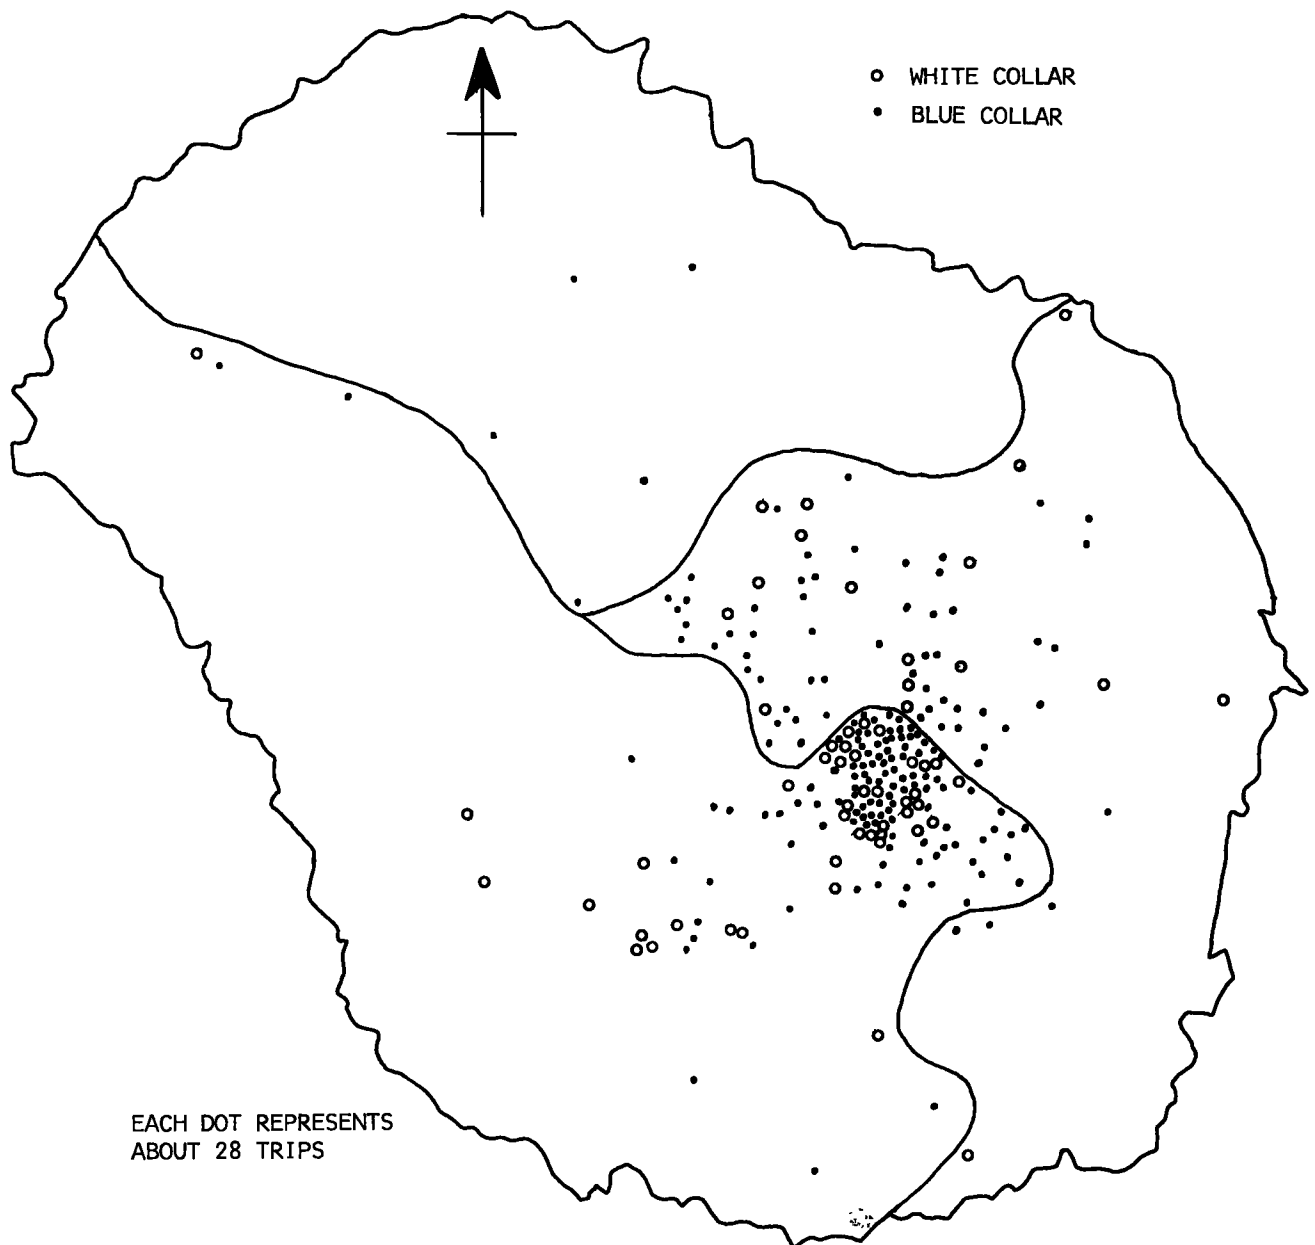 WHITE COLLAR
BLUE COLLAR
EACH DOT REPRESENTS
ABOUT 28 TRIPS